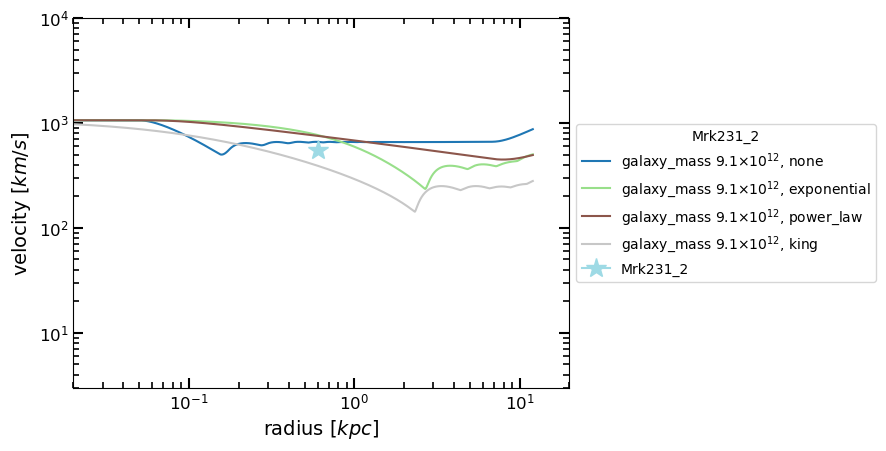 10⁴
10³
10²
10¹
velocity [km/s]
10⁻¹
10⁰
10¹
radius [kpc]
Mrk231_2
galaxy_mass 9.1×10¹², none
galaxy_mass 9.1×10¹², exponential
galaxy_mass 9.1×10¹², power_law
galaxy_mass 9.1×10¹², king
Mrk231_2